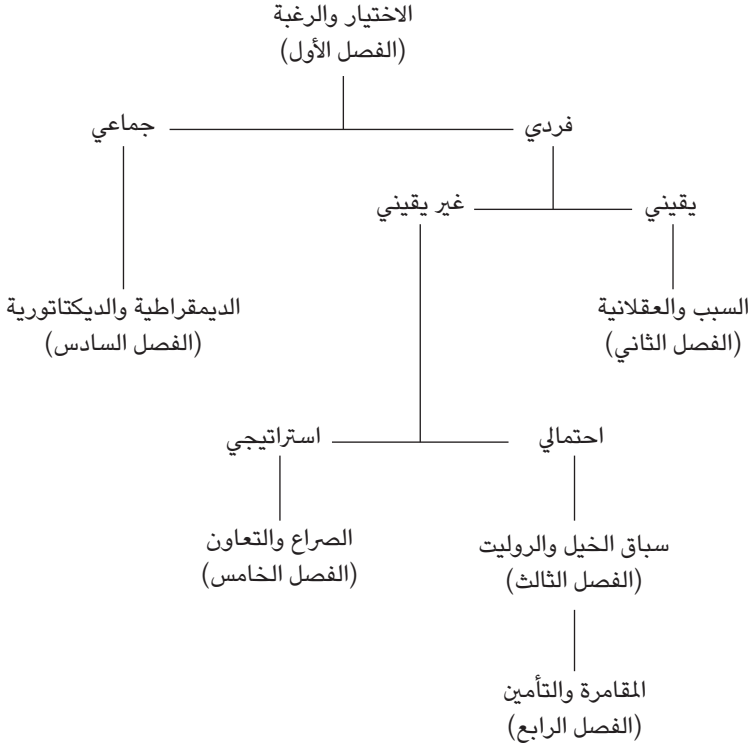 الاختيار والرغبة
(الفصل الأول)
فردي
جماعي
يقيني
غير يقيني
السبب والعقلانية
(الفصل الثاني)
الديمقراطية والديكتاتورية
(الفصل السادس)
احتمالي
استراتيجي
سباق الخيل والروليت
(الفصل الثالث)
الصراع والتعاون
(الفصل الخامس)
المقامرة والتأمين
(الفصل الرابع)